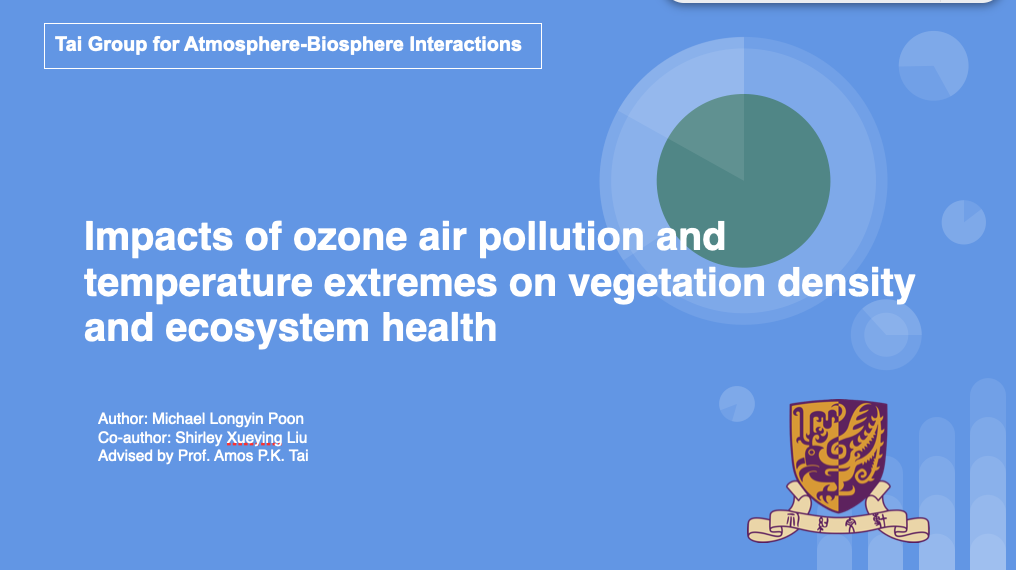 Tai Group for Atmosphere-Biosphere Interactions
Impacts of ozone air pollution and
temperature extremes on vegetation density
and ecosystem health
Author: Michael Longyin Poon
Co-author: Shirley Xueying Liu
Advised by Prof. Amos P.K. Tai